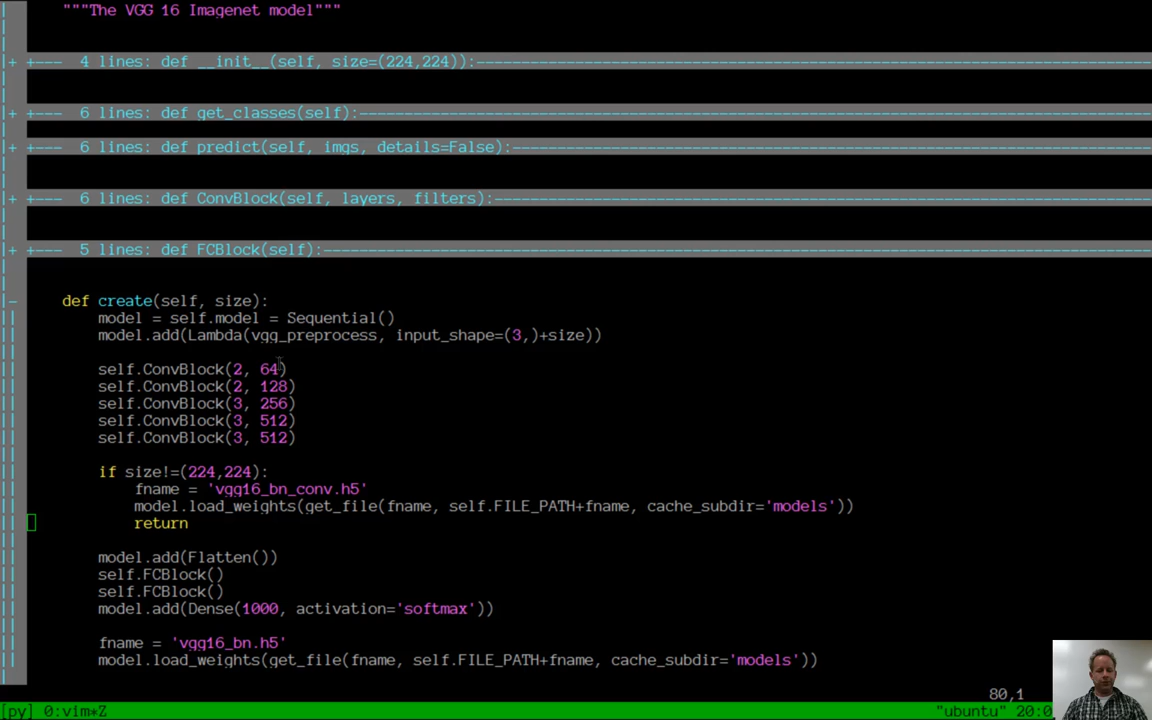 """The VGG 16 Imagenet model"""
+ +--- 4 lines: def __init__(self, size=(224,224)):
+ +--- 6 lines: def get_classes(self):
+ +--- 6 lines: def predict(self, imgs, details=False):
+ +--- 6 lines: def ConvBlock(self, layers, filters):
+ +--- 5 lines: def FCBlock(self):
def create(self, size):
model = self.model = Sequential()
model.add(Lambda(vgg_preprocess, input_shape=(3,)+size))
self.ConvBlock(2, 64)
self.ConvBlock(2, 128)
self.ConvBlock(3, 256)
self.ConvBlock(3, 512)
self.ConvBlock(3, 512)
if size!=(224,224):
fname = 'vgg16_bn_conv.h5'
model.load_weights(get_file(fname, self.FILE_PATH+fname, cache_subdir='models'))
return
model.add(Flatten())
self.FCBlock()
self.FCBlock()
model.add(Dense(1000, activation='softmax'))
fname = 'vgg16_bn.h5'
model.load_weights(get_file(fname, self.FILE_PATH+fname, cache_subdir='models'))
80,1
[py] 0:vim*Z "ubuntu" 20:0